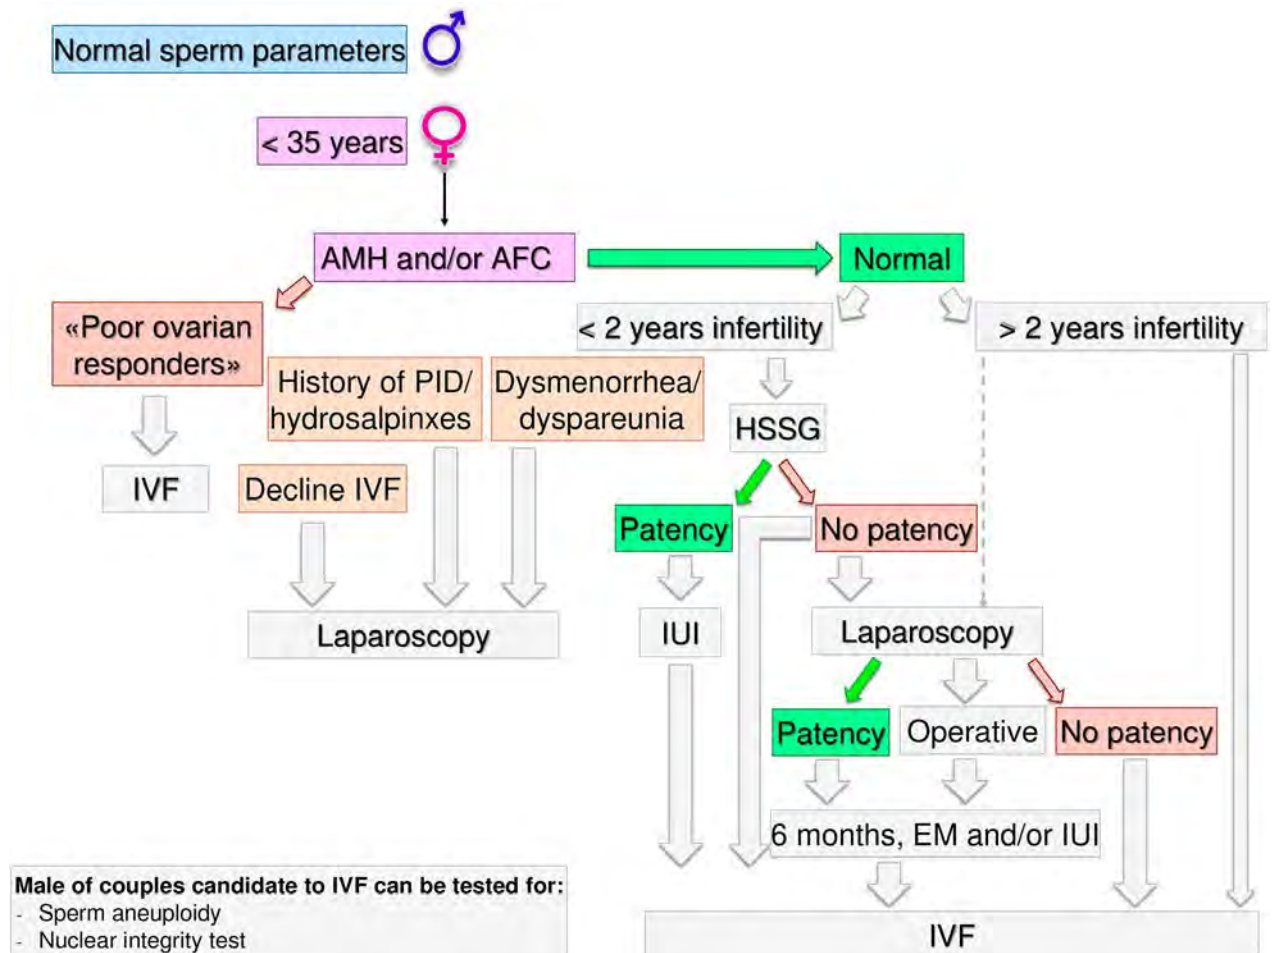 Normal sperm parameters
< 35 years
AMH and/or AFC
Normal
«Poor ovarian
responders»
< 2 years infertility
> 2 years infertility
History of PID/
hydrosalpinxes
Dysmenorrhea/
dyspareunia
HSSG
IVF
Decline IVF
Patency
No patency
Laparoscopy
IUI
Laparoscopy
Patency
Operative
No patency
6 months, EM and/or IUI
Male of couples candidate to IVF can be tested for:
- Sperm aneuploidy
- Nuclear integrity test
IVF